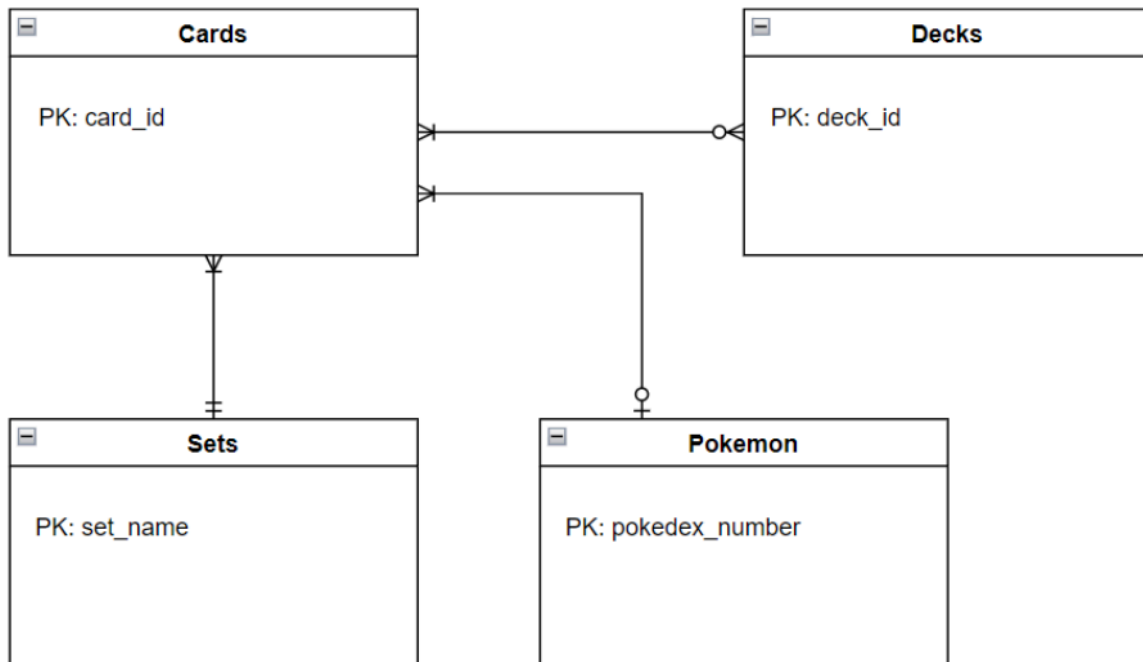 Cards
PK: card_id
Decks
PK: deck_id
Sets
PK: set_name
Pokemon
PK: pokedex_number